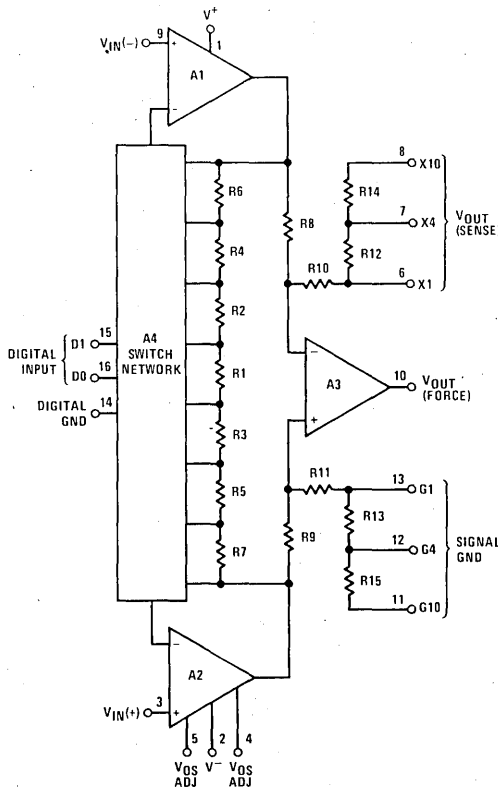 V+
9
VIN(-)
1
A1
8
X10
R6
R14
R8
7
X4
VOUT
(SENSE)
R4
R12
R10
6
X1
R2
A4
SWITCH
NETWORK
15
D1
DIGITAL
INPUT
16
D0
R1
A3
10
VOUT
(FORCE)
14
DIGITAL
GND
R3
R11
13
G1
R5
R13
12
G4
SIGNAL
GND
R7
R9
R15
11
G10
A2
3
VIN(+)
5
2
4
VOS
ADJ
V-
VOS
ADJ